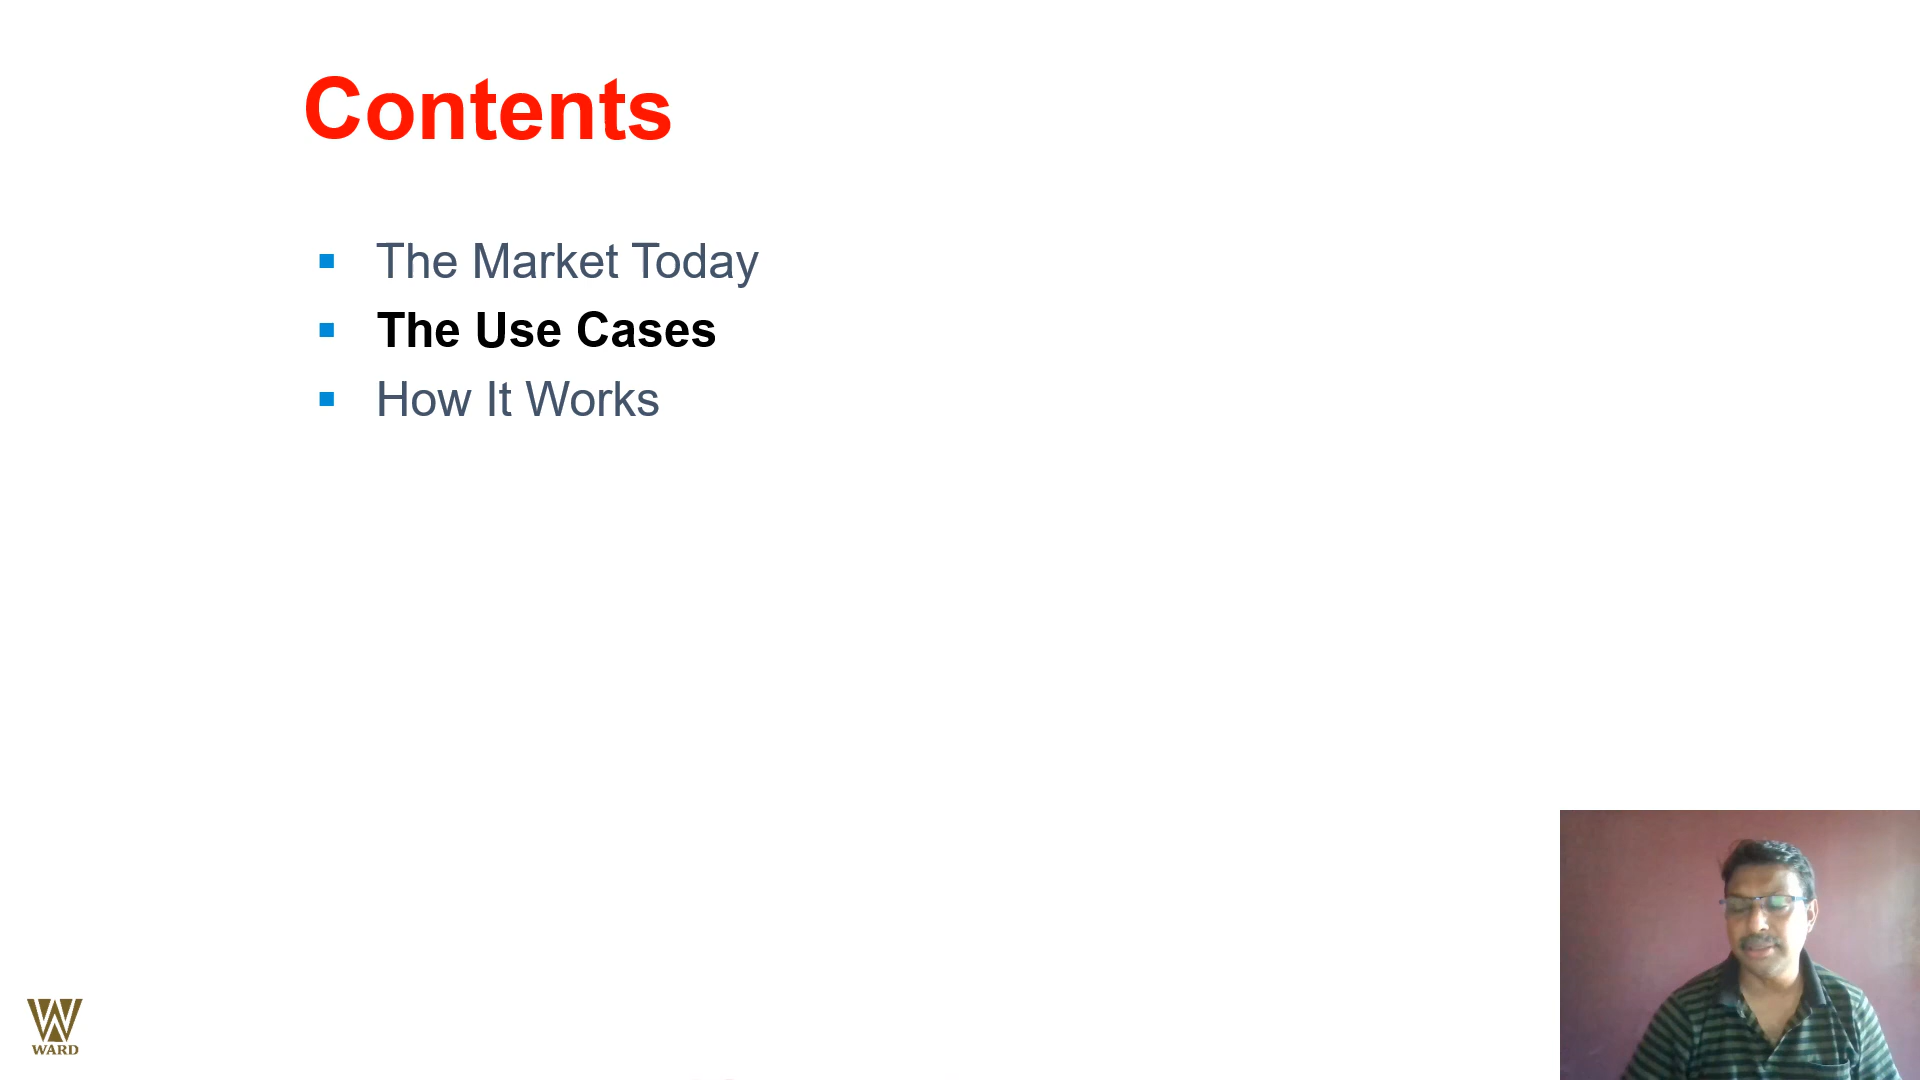 Contents
▪ The Market Today
▪ The Use Cases
▪ How It Works
WARD